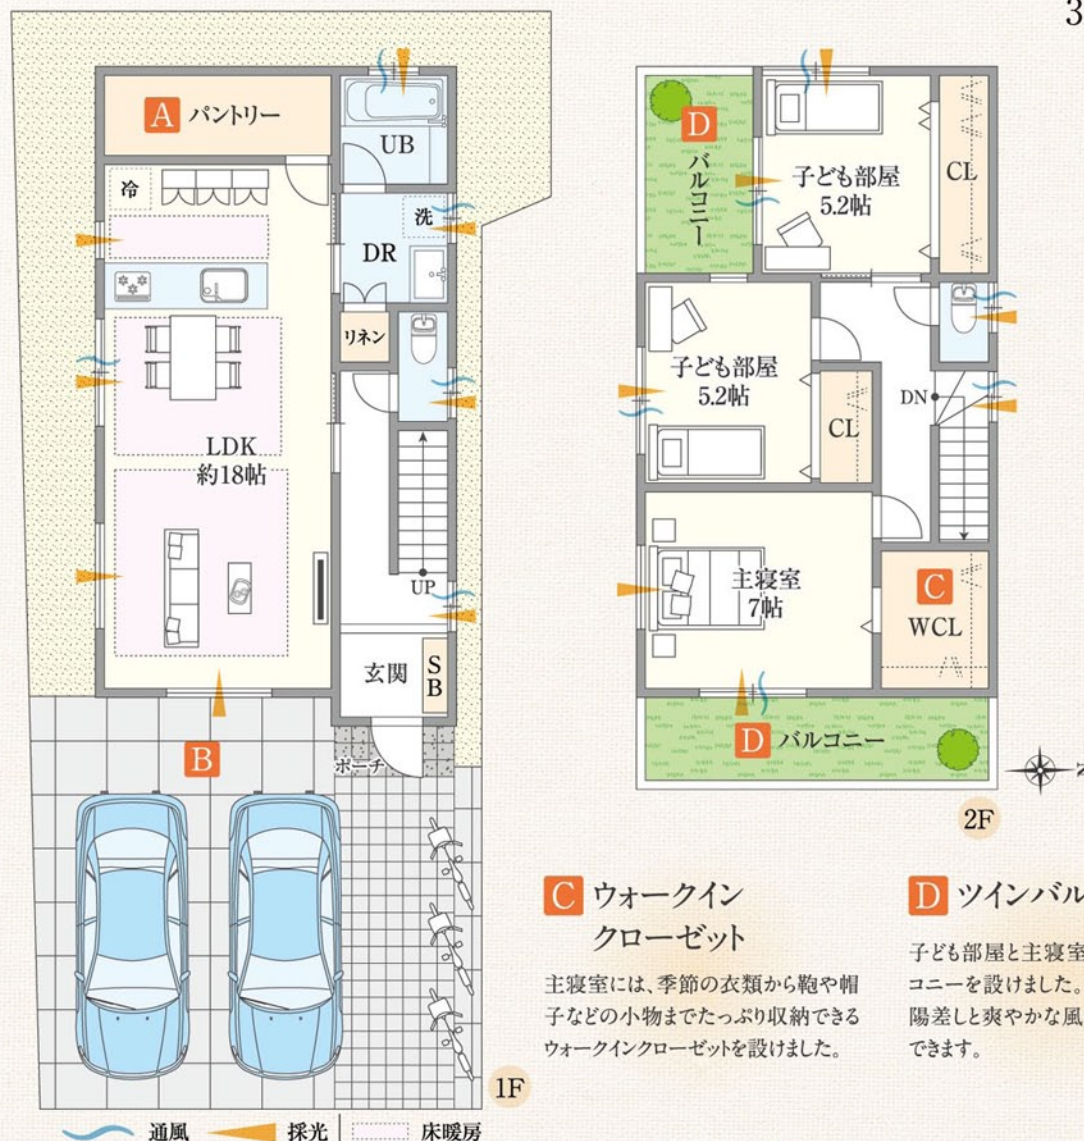 3
A パントリー
UB
冷
洗
DR
リネン
LDK
約18帖
UP
玄関
SB
B
ポーチ
1F
通風
採光
床暖房
D
バルコニー
子ども部屋
5.2帖
CL
子ども部屋
5.2帖
CL
DN
主寝室
7帖
C
WCL
D バルコニー
2F
C ウォークイン
クローゼット
主寝室には、季節の衣類から鞄や帽
子などの小物までたっぷり収納できる
ウォークインクローゼットを設けました。
D ツインバル
子ども部屋と主寝室
コニーを設けました。
陽差しと爽やかな風
できます。